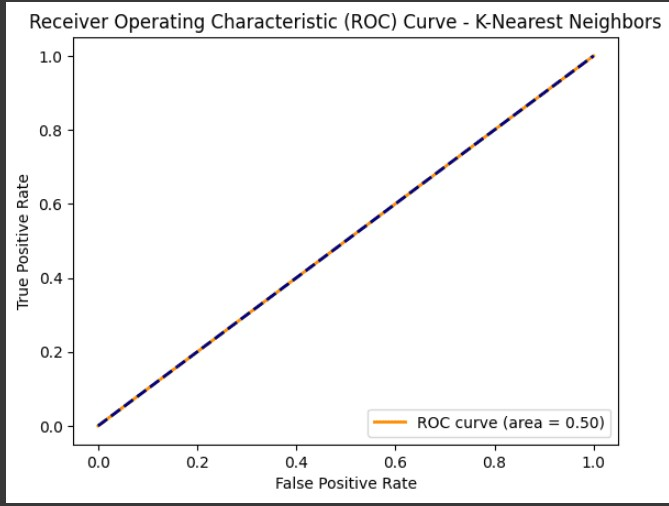 Receiver Operating Characteristic (ROC) Curve - K-Nearest Neighbors
1.0
0.8
0.6
0.4
0.2
0.0
True Positive Rate
ROC curve (area = 0.50)
0.0 0.2 0.4 0.6 0.8 1.0
False Positive Rate